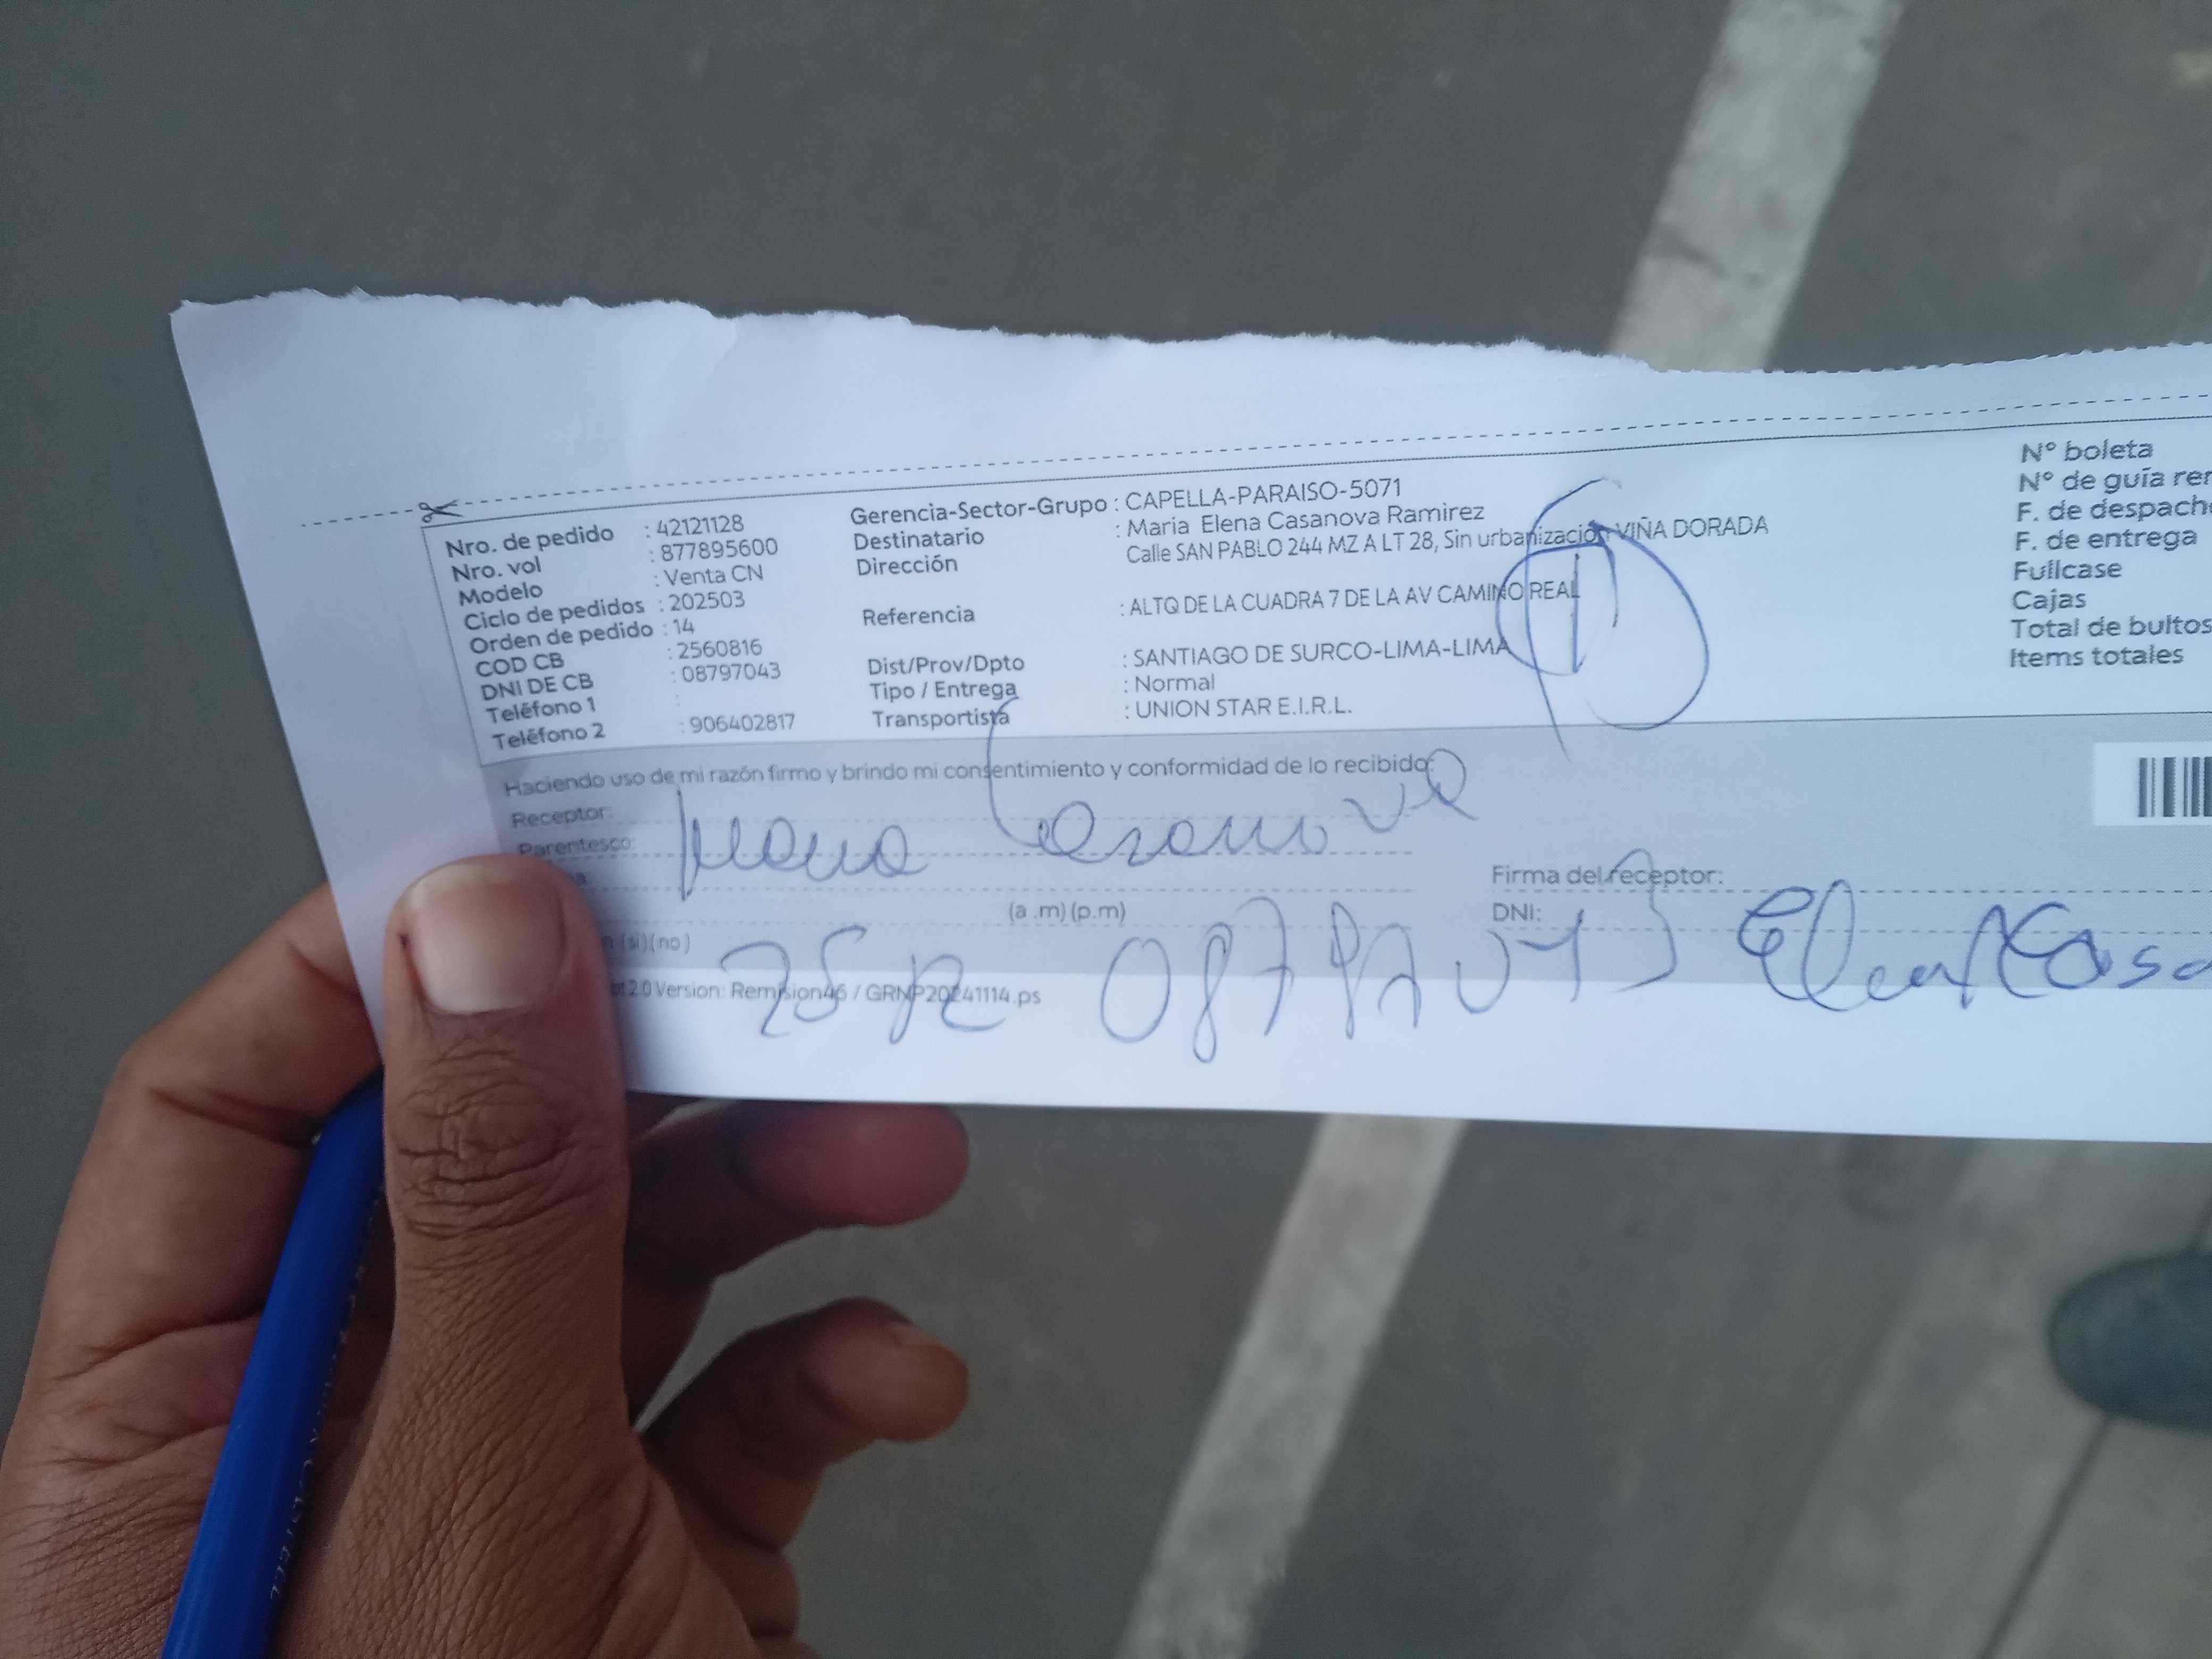 Nro. de pedido : 42121128
Nro. vol : 877895600
Modelo : Venta CN
Ciclo de pedidos : 202503
Orden de pedido : 14
COD CB : 2560816
DNI DE CB : 08797043
Teléfono 1 :
Teléfono 2 : 906402817
Gerencia-Sector-Grupo : CAPELLA-PARAISO-5071
Destinatario : Maria Elena Casanova Ramirez
Dirección Calle SAN PABLO 244 MZ A LT 28, Sin urbanización VIÑA DORADA
Referencia : ALTO DE LA CUADRA 7 DE LA AV CAMINO REAL
Dist/Prov/Dpto : SANTIAGO DE SURCO-LIMA-LIMA
Tipo / Entrega : Normal
Transportista : UNION STAR E.I.R.L.
N° boleta
N° de guía
F. de
F. de entrega
Fullcase
Cajas
Total de bultos
Items totales
Haciendo uso de mi razón firmo y brindo mi consentimiento y conformidad de lo recibido:
Receptor:
Parentesco:
Casanova
Firma del receptor:
(a .m) (p.m)
DNI:
(si)(no)
08797043
2.0 Version: Remision46 / GRNP20241114.ps